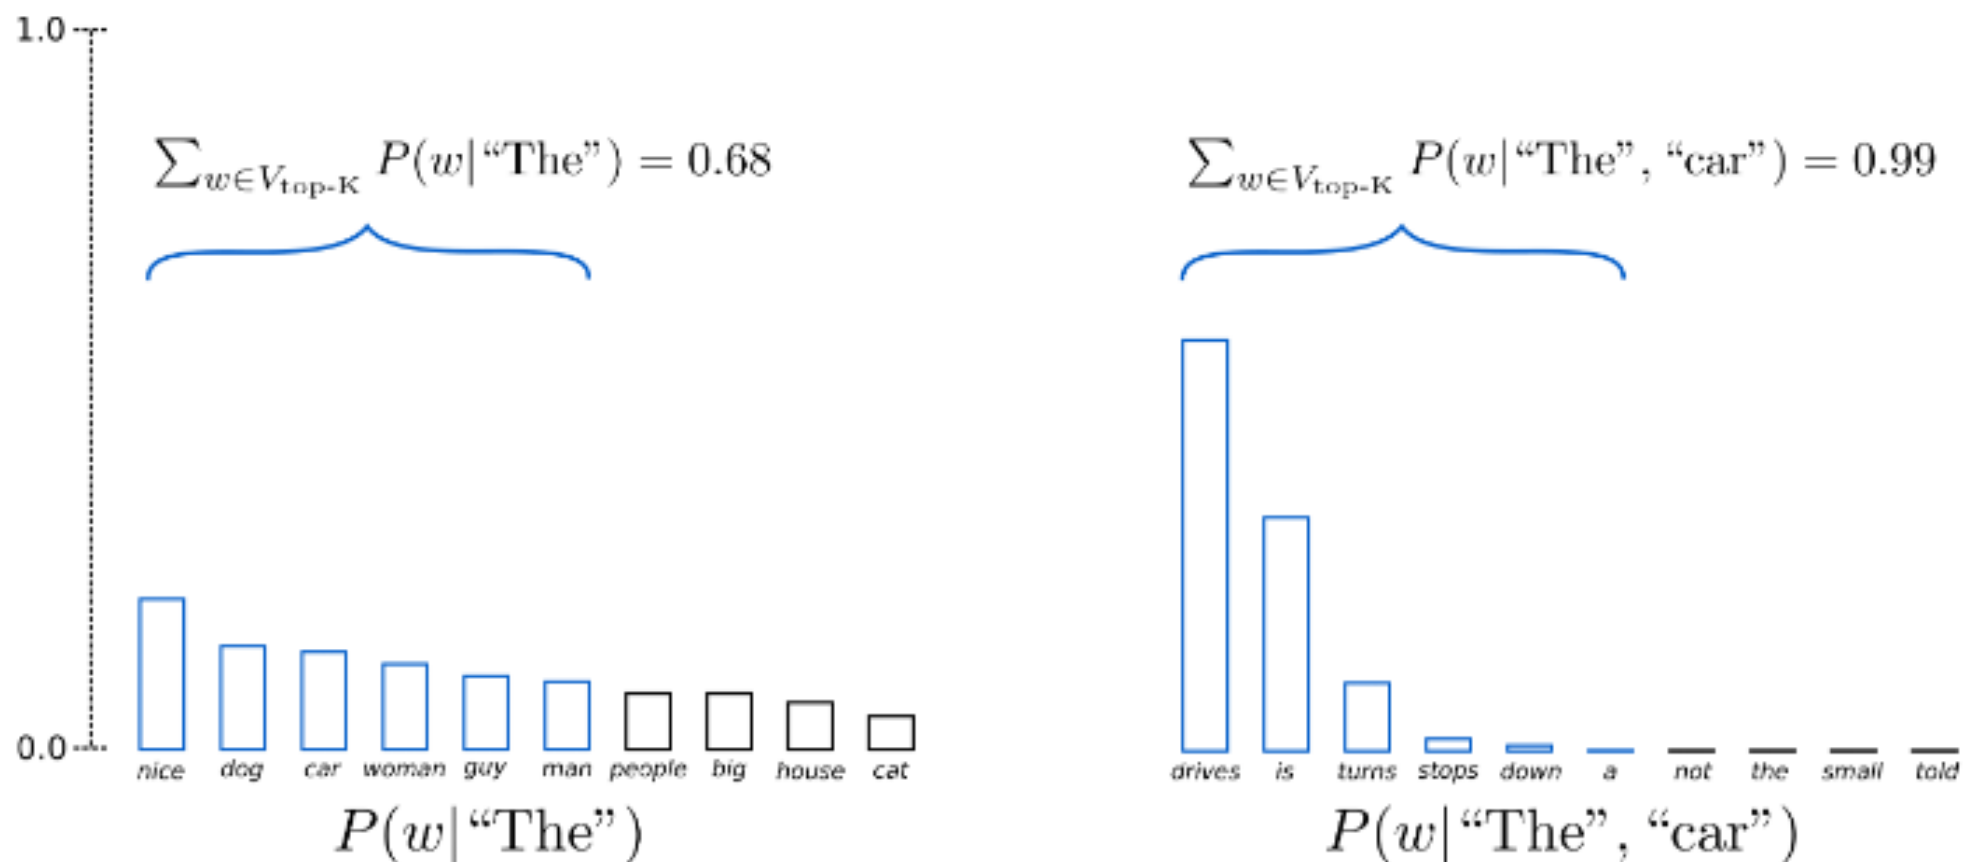 1.0
∑w∈Vtop-K P(w|“The”) = 0.68
∑w∈Vtop-K P(w|“The”, “car”) = 0.99
0.0
nice dog car woman guy man people big house cat
drives is turns stops down a not the small told
P(w|“The”)
P(w|“The”, “car”)